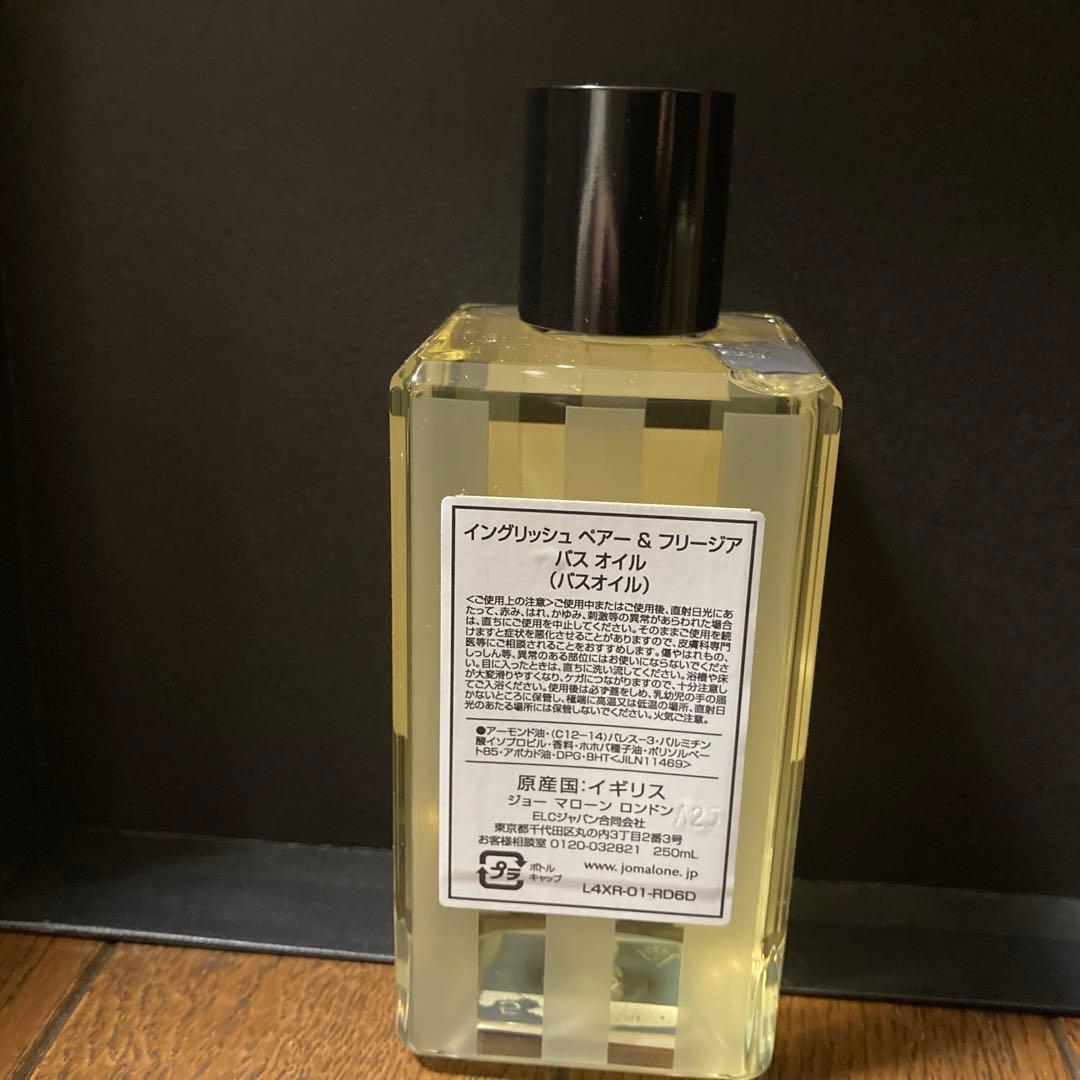 イングリッシュ ペアー & フリージア
バス オイル
(バスオイル)
<ご使用上の注意>ご使用中またはご使用後、直射日光にあ
たって、赤み、はれ、かゆみ、刺激等の異常があらわれた場合
は、直ちにご使用を中止してください。そのままご使用を続
けますと症状を悪化させることがありますので、皮膚科専門
医等にご相談されることをおすすめします。傷やはれもの、
しっしん等、異常のある部位にはお使いにならないでくださ
い。目に入ったときは、直ちに洗い流してください。浴槽や床
が大変滑りやすくなり、ケガにつながりますので、十分注意し
てご入浴ください。使用後は必ず蓋をしめ、乳幼児の手の届
かないところに保管し、極端に高温又は低温の場所、直射日
光のあたる場所には保管しないでください。火気ご注意。
●アーモンド油・(C12-14)パレス-3・パルミチン
酸イソプロピル・香料・ホホバ種子油・ポリソルベー
ト85・アボカド油・DPG・BHT<JILN11469>
原産国:イギリス
ジョー マローン ロンドン
A25
ELCジャパン合同会社
東京都千代田区丸の内3丁目2番3号
お客様相談室 0120-032821 250mL
プラ ボトル
キャップ
www.jomalone.jp
L4XR-01-RD6D